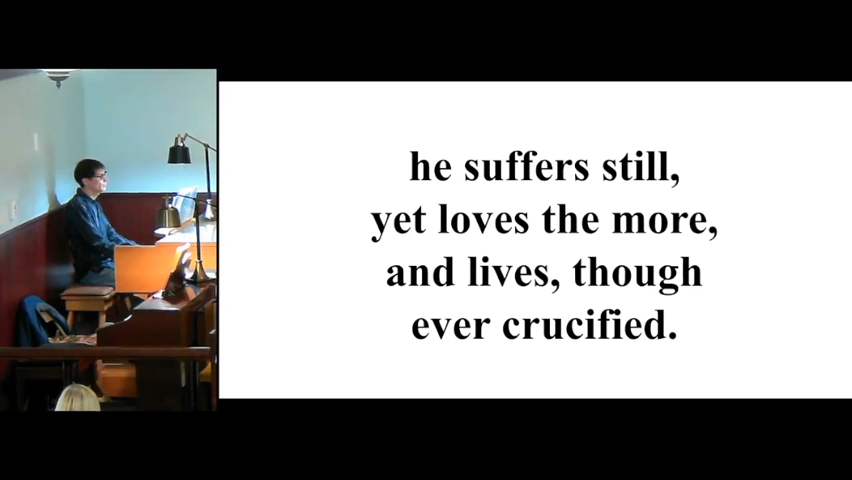 he suffers still,
yet loves the more,
and lives, though
ever crucified.